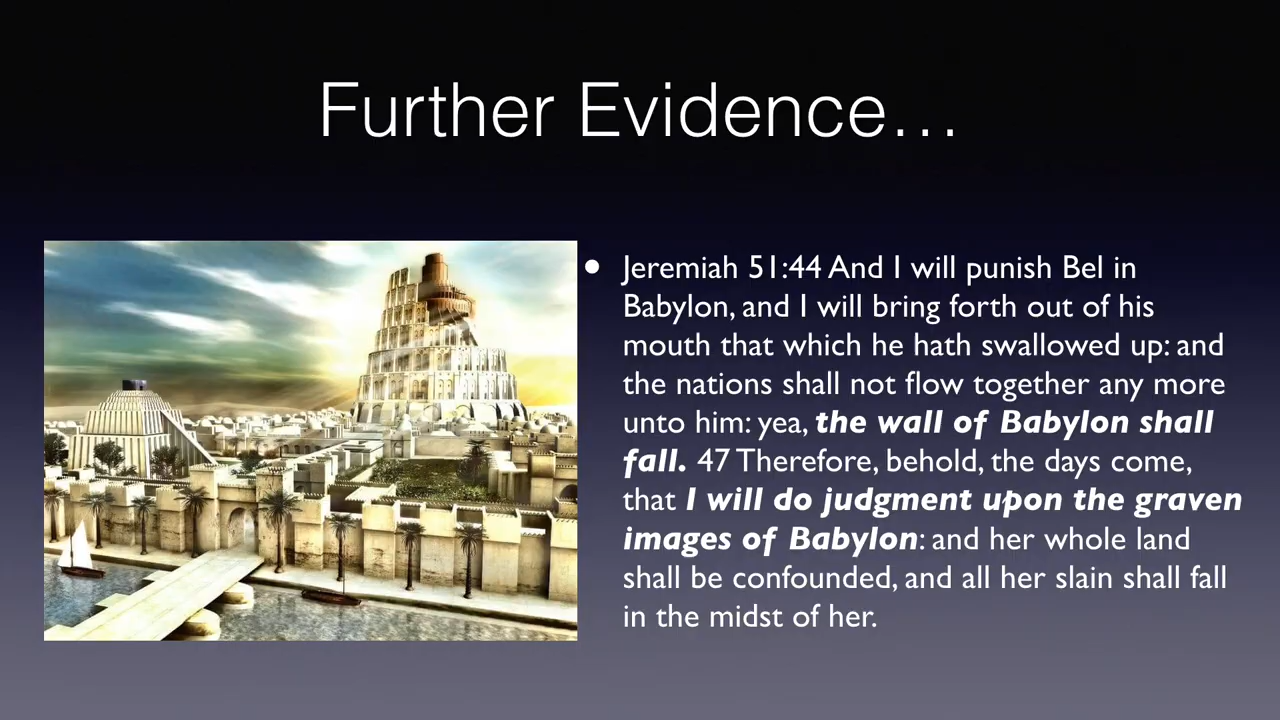 Further Evidence…
• Jeremiah 51:44 And I will punish Bel in
Babylon, and I will bring forth out of his
mouth that which he hath swallowed up: and
the nations shall not flow together any more
unto him: yea, the wall of Babylon shall
fall. 47 Therefore, behold, the days come,
that I will do judgment upon the graven
images of Babylon: and her whole land
shall be confounded, and all her slain shall fall
in the midst of her.